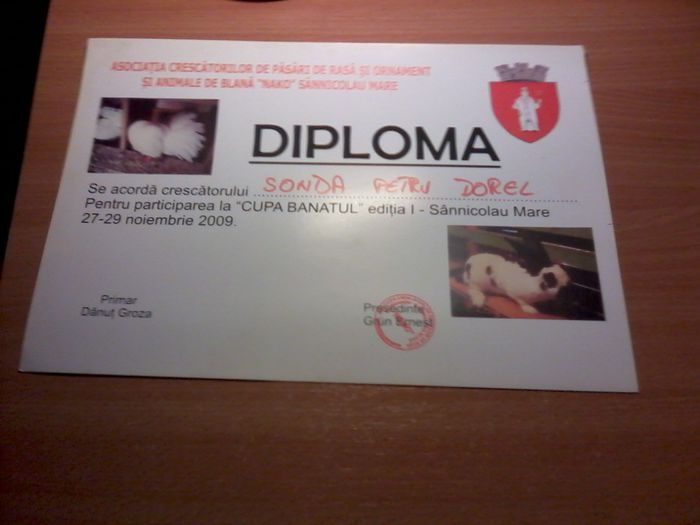 ASOCIAȚIA CRESCĂTORILOR DE PĂSĂRI DE RASĂ ȘI ORNAMENT
ȘI ANIMALE DE BLANĂ "NAKO" SÂNNICOLAU MARE
DIPLOMA
Se acordă crescătorului SONDA PETRU DOREL
Pentru participarea la "CUPA BANATUL" ediția I - Sânnicolau Mare
27-29 noiembrie 2009.
Primar
Dănuț Groza
Președinte
Grun Ernest